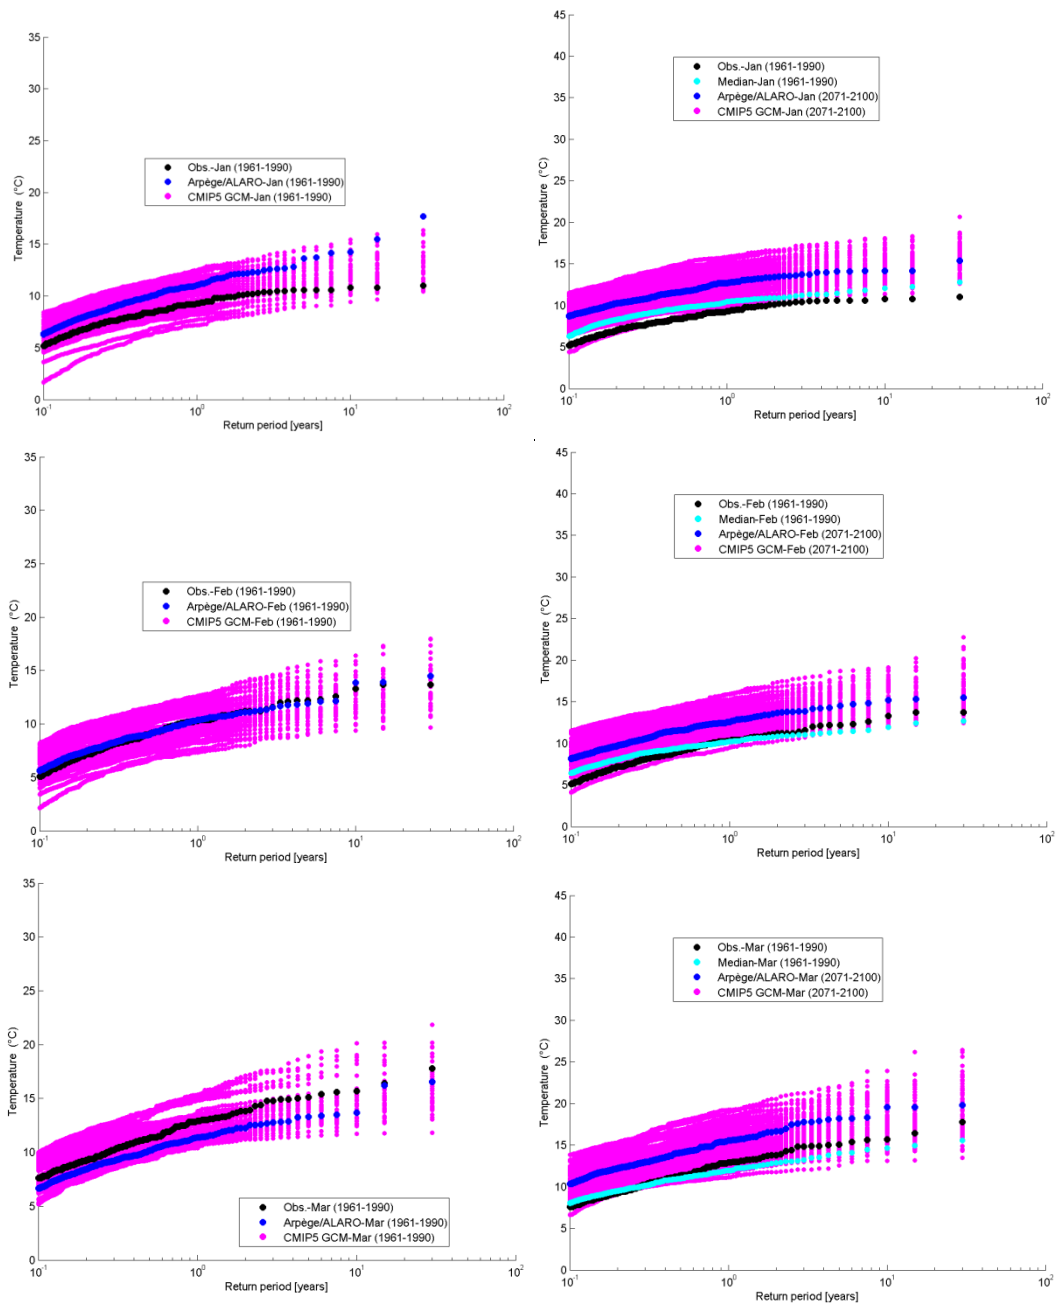 35
30
25
20
15
10
5
0
Temperature (°C)
Obs.-Jan (1961-1990)
Arpège/ALARO-Jan (1961-1990)
CMIP5 GCM-Jan (1961-1990)
10-1
100
101
102
Return period [years]
45
40
35
30
25
20
15
10
5
0
Temperature (°C)
Obs.-Jan (1961-1990)
Median-Jan (1961-1990)
Arpège/ALARO-Jan (2071-2100)
CMIP5 GCM-Jan (2071-2100)
10-1
100
101
102
Return period [years]
35
30
25
20
15
10
5
0
Temperature (°C)
Obs.-Feb (1961-1990)
Arpège/ALARO-Feb (1961-1990)
CMIP5 GCM-Feb (1961-1990)
10-1
100
101
102
Return period [years]
45
40
35
30
25
20
15
10
5
0
Temperature (°C)
Obs.-Feb (1961-1990)
Median-Feb (1961-1990)
Arpège/ALARO-Feb (2071-2100)
CMIP5 GCM-Feb (2071-2100)
10-1
100
101
102
Return period [years]
35
30
25
20
15
10
5
0
Temperature (°C)
Obs.-Mar (1961-1990)
Arpège/ALARO-Mar (1961-1990)
CMIP5 GCM-Mar (1961-1990)
10-1
100
101
102
Return period [years]
45
40
35
30
25
20
15
10
5
0
Temperature (°C)
Obs.-Mar (1961-1990)
Median-Mar (1961-1990)
Arpège/ALARO-Mar (2071-2100)
CMIP5 GCM-Mar (2071-2100)
10-1
100
101
102
Return period [years]